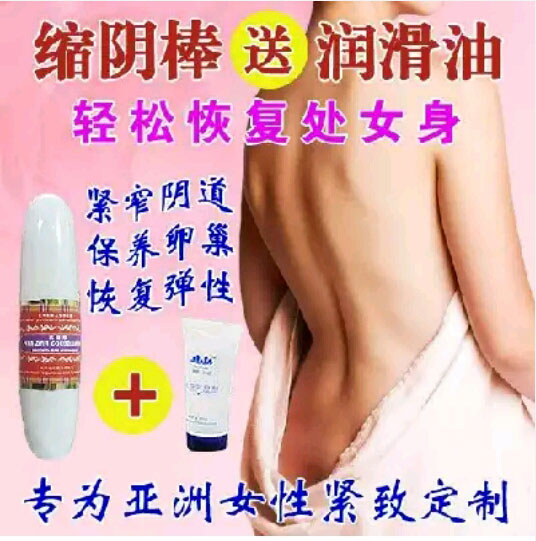 缩阴棒送润滑油
轻松恢复处女身
紧窄阴道
保养卵巢
恢复弹性
+
专为亚洲女性紧致定制